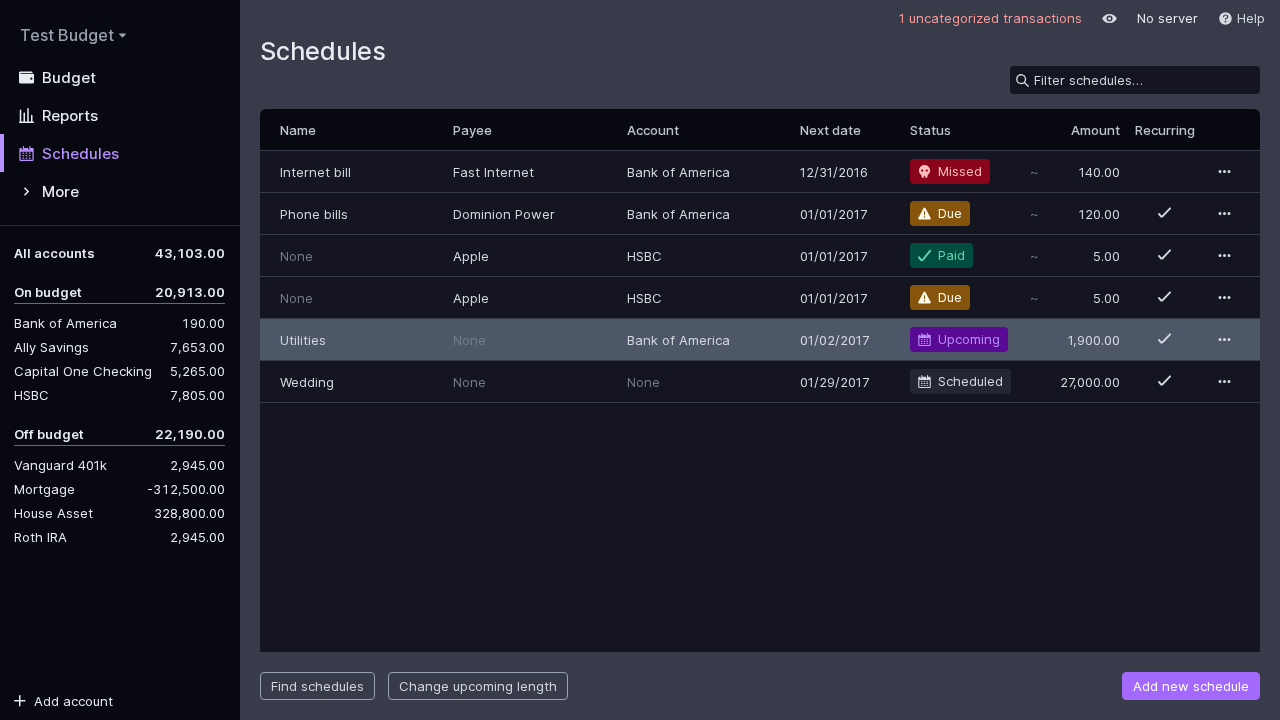 Test Budget
Budget
Reports
Schedules
More
All accounts 43,103.00
On budget 20,913.00
Bank of America 190.00
Ally Savings 7,653.00
Capital One Checking 5,265.00
HSBC 7,805.00
Off budget 22,190.00
Vanguard 401k 2,945.00
Mortgage -312,500.00
House Asset 328,800.00
Roth IRA 2,945.00
Add account
1 uncategorized transactions No server Help
Schedules
Filter schedules...
Name Payee Account Next date Status Amount Recurring
Internet bill Fast Internet Bank of America 12/31/2016 Missed ~ 140.00
Phone bills Dominion Power Bank of America 01/01/2017 Due ~ 120.00
None Apple HSBC 01/01/2017 Paid ~ 5.00
None Apple HSBC 01/01/2017 Due ~ 5.00
Utilities None Bank of America 01/02/2017 Upcoming 1,900.00
Wedding None None 01/29/2017 Scheduled 27,000.00
Find schedules Change upcoming length Add new schedule